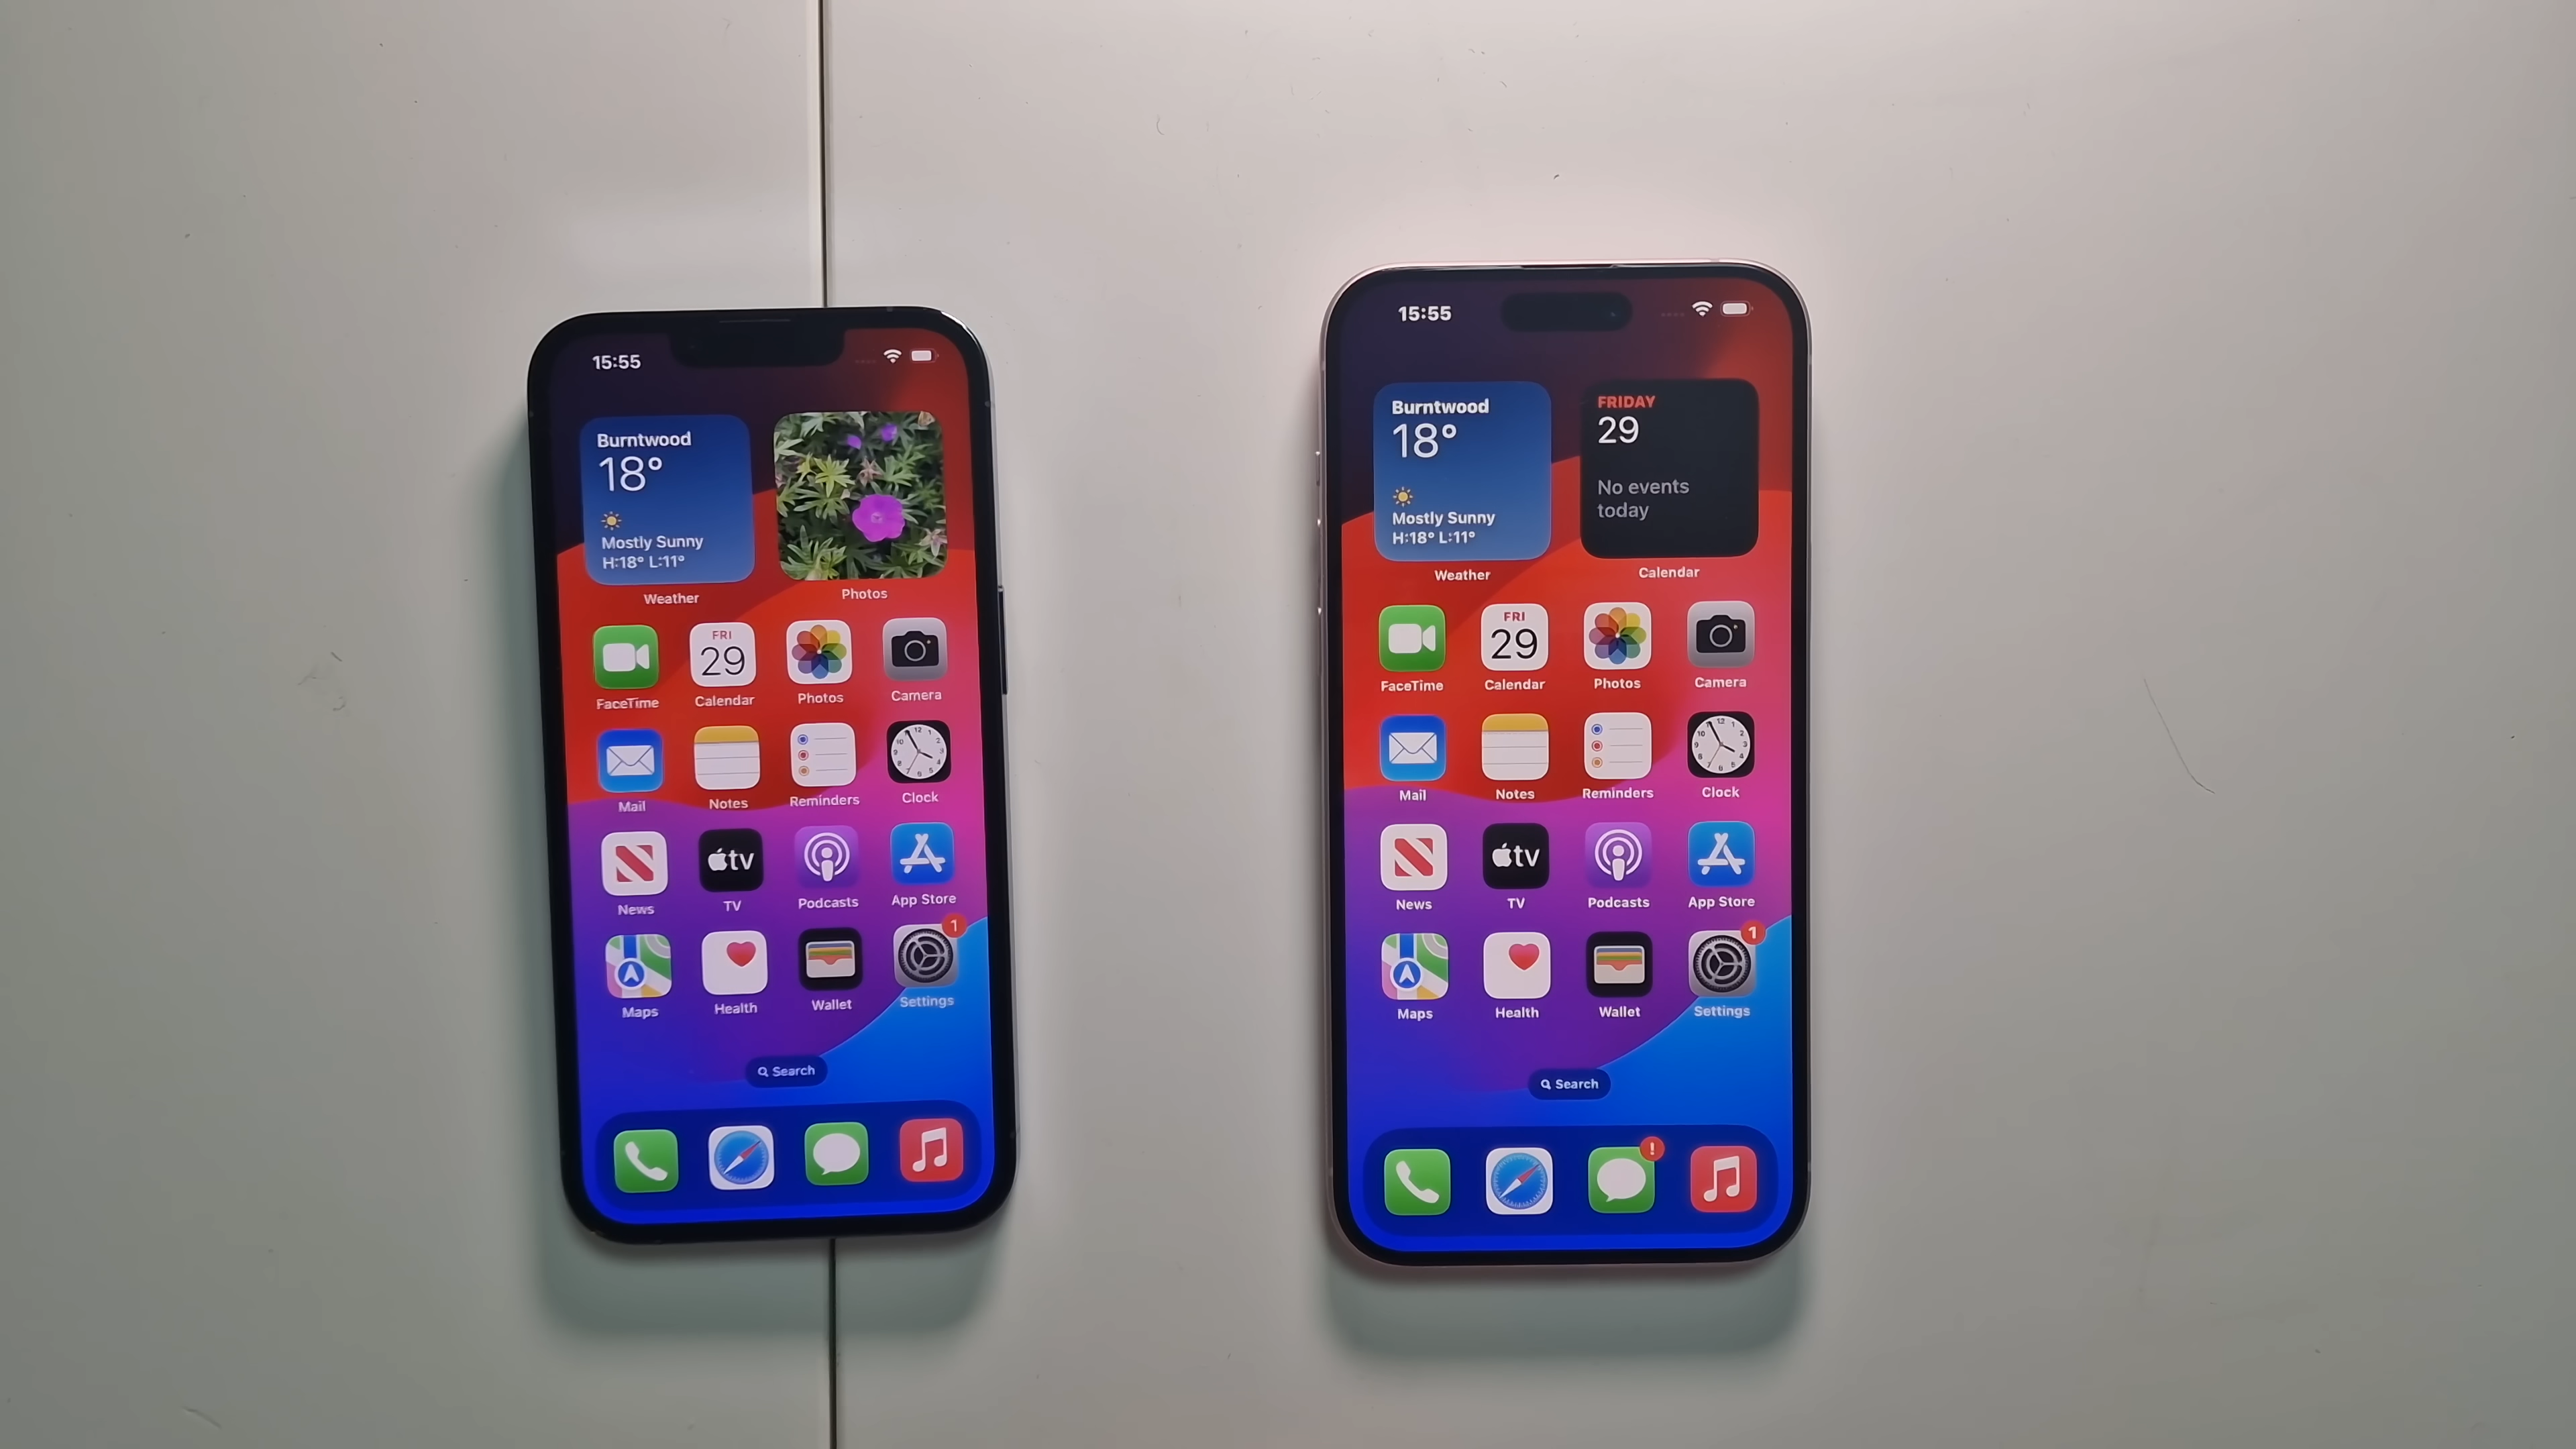 15:55
Burntwood
18°
Mostly Sunny
H:18° L:11°
Weather
Photos
FaceTime
FRI
29
Calendar
Photos
Camera
Mail
Notes
Reminders
Clock
News
tv
TV
Podcasts
App Store
1
Maps
Health
Wallet
Settings
Search
15:55
Burntwood
18°
Mostly Sunny
H:18° L:11°
Weather
FRIDAY
29
No events
today
Calendar
FaceTime
FRI
29
Calendar
Photos
Camera
Mail
Notes
Reminders
Clock
News
tv
TV
Podcasts
App Store
1
Maps
Health
Wallet
Settings
Search
!